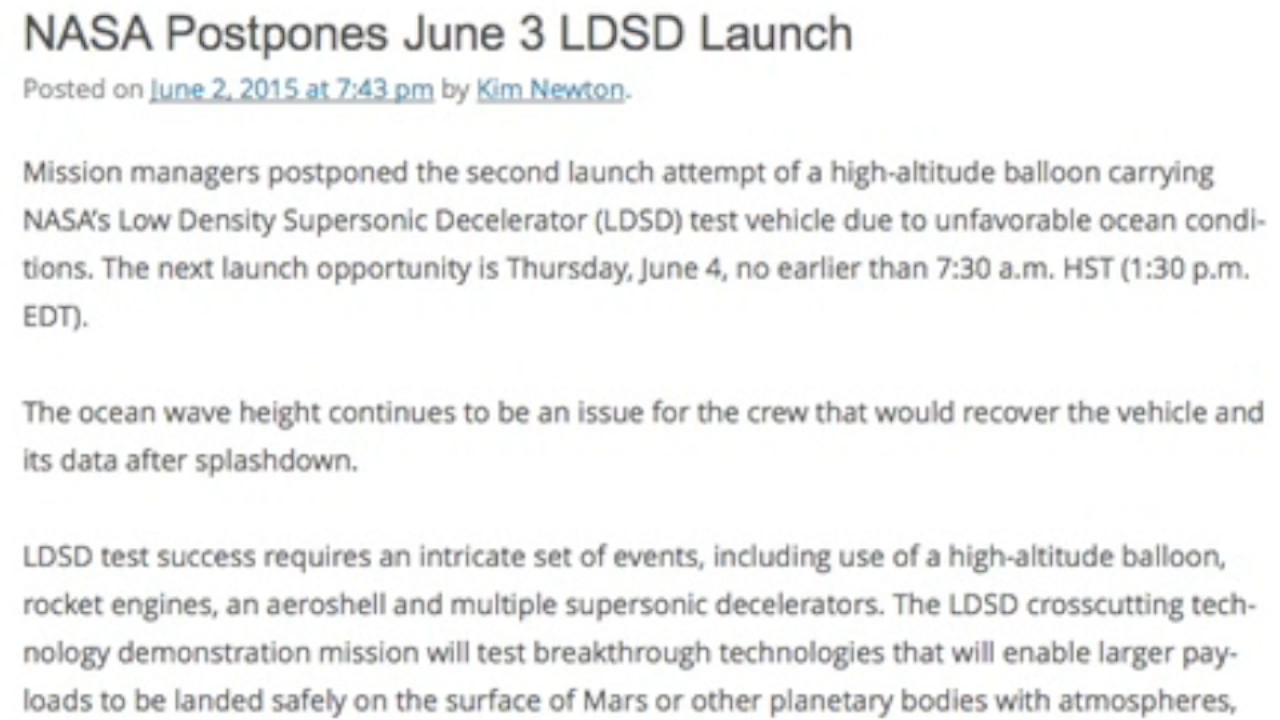 NASA Postpones June 3 LDSD Launch
Posted on June 2, 2015 at 7:43 pm by Kim Newton.
Mission managers postponed the second launch attempt of a high-altitude balloon carrying
NASA's Low Density Supersonic Decelerator (LDSD) test vehicle due to unfavorable ocean condi-
tions. The next launch opportunity is Thursday, June 4, no earlier than 7:30 a.m. HST (1:30 p.m.
EDT).
The ocean wave height continues to be an issue for the crew that would recover the vehicle and
its data after splashdown.
LDSD test success requires an intricate set of events, including use of a high-altitude balloon,
rocket engines, an aeroshell and multiple supersonic decelerators. The LDSD crosscutting tech-
nology demonstration mission will test breakthrough technologies that will enable larger pay-
loads to be landed safely on the surface of Mars or other planetary bodies with atmospheres,